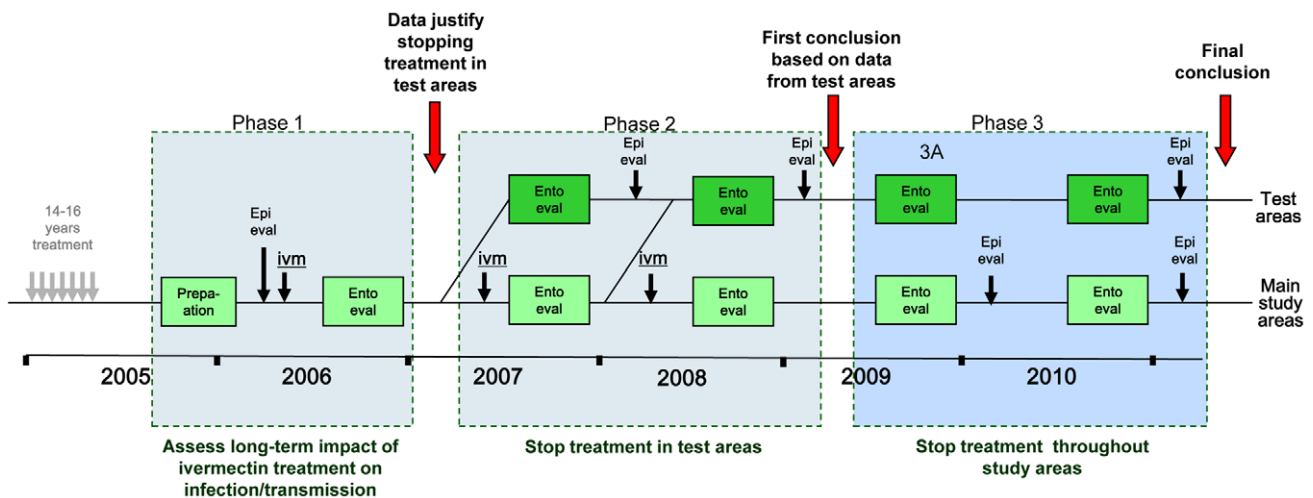 Data justify
stopping
treatment in
test areas
First conclusion
based on data
from test areas
Final
conclusion
Phase 1
Phase 2
Phase 3
3A
14-16
years
treatment
Epi
eval
ivm
Prepa-
ation
Ento
eval
Ento
eval
Epi
eval
Ento
eval
Epi
eval
ivm
Ento
eval
ivm
Ento
eval
Ento
eval
Ento
eval
Epi
eval
Test
areas
Ento
eval
Epi
eval
Ento
eval
Epi
eval
Main
study
areas
2005
2006
2007
2008
2009
2010
Assess long-term impact of
ivermectin treatment on
infection/transmission
Stop treatment in test areas
Stop treatment throughout
study areas